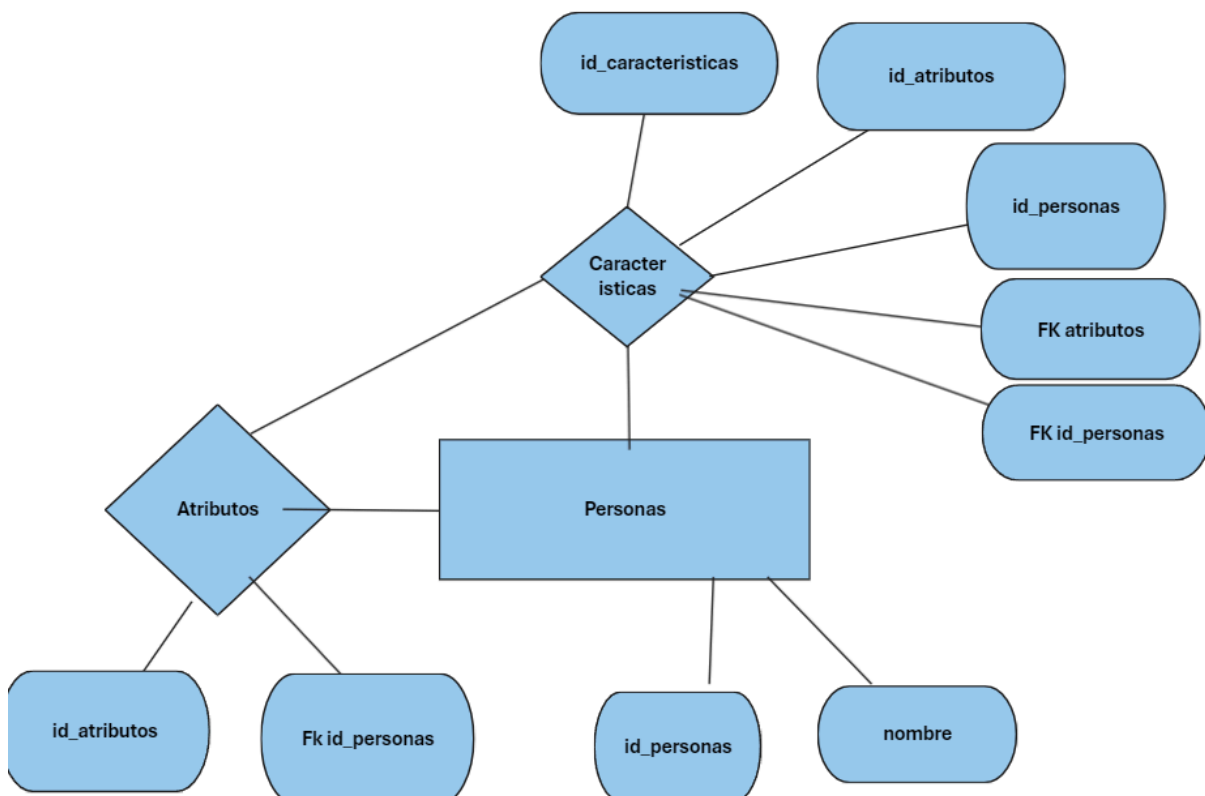 id_caracteristicas
id_atributos
id_personas
Caracter
isticas
FK atributos
FK id_personas
Atributos
Personas
id_atributos
Fk id_personas
id_personas
nombre